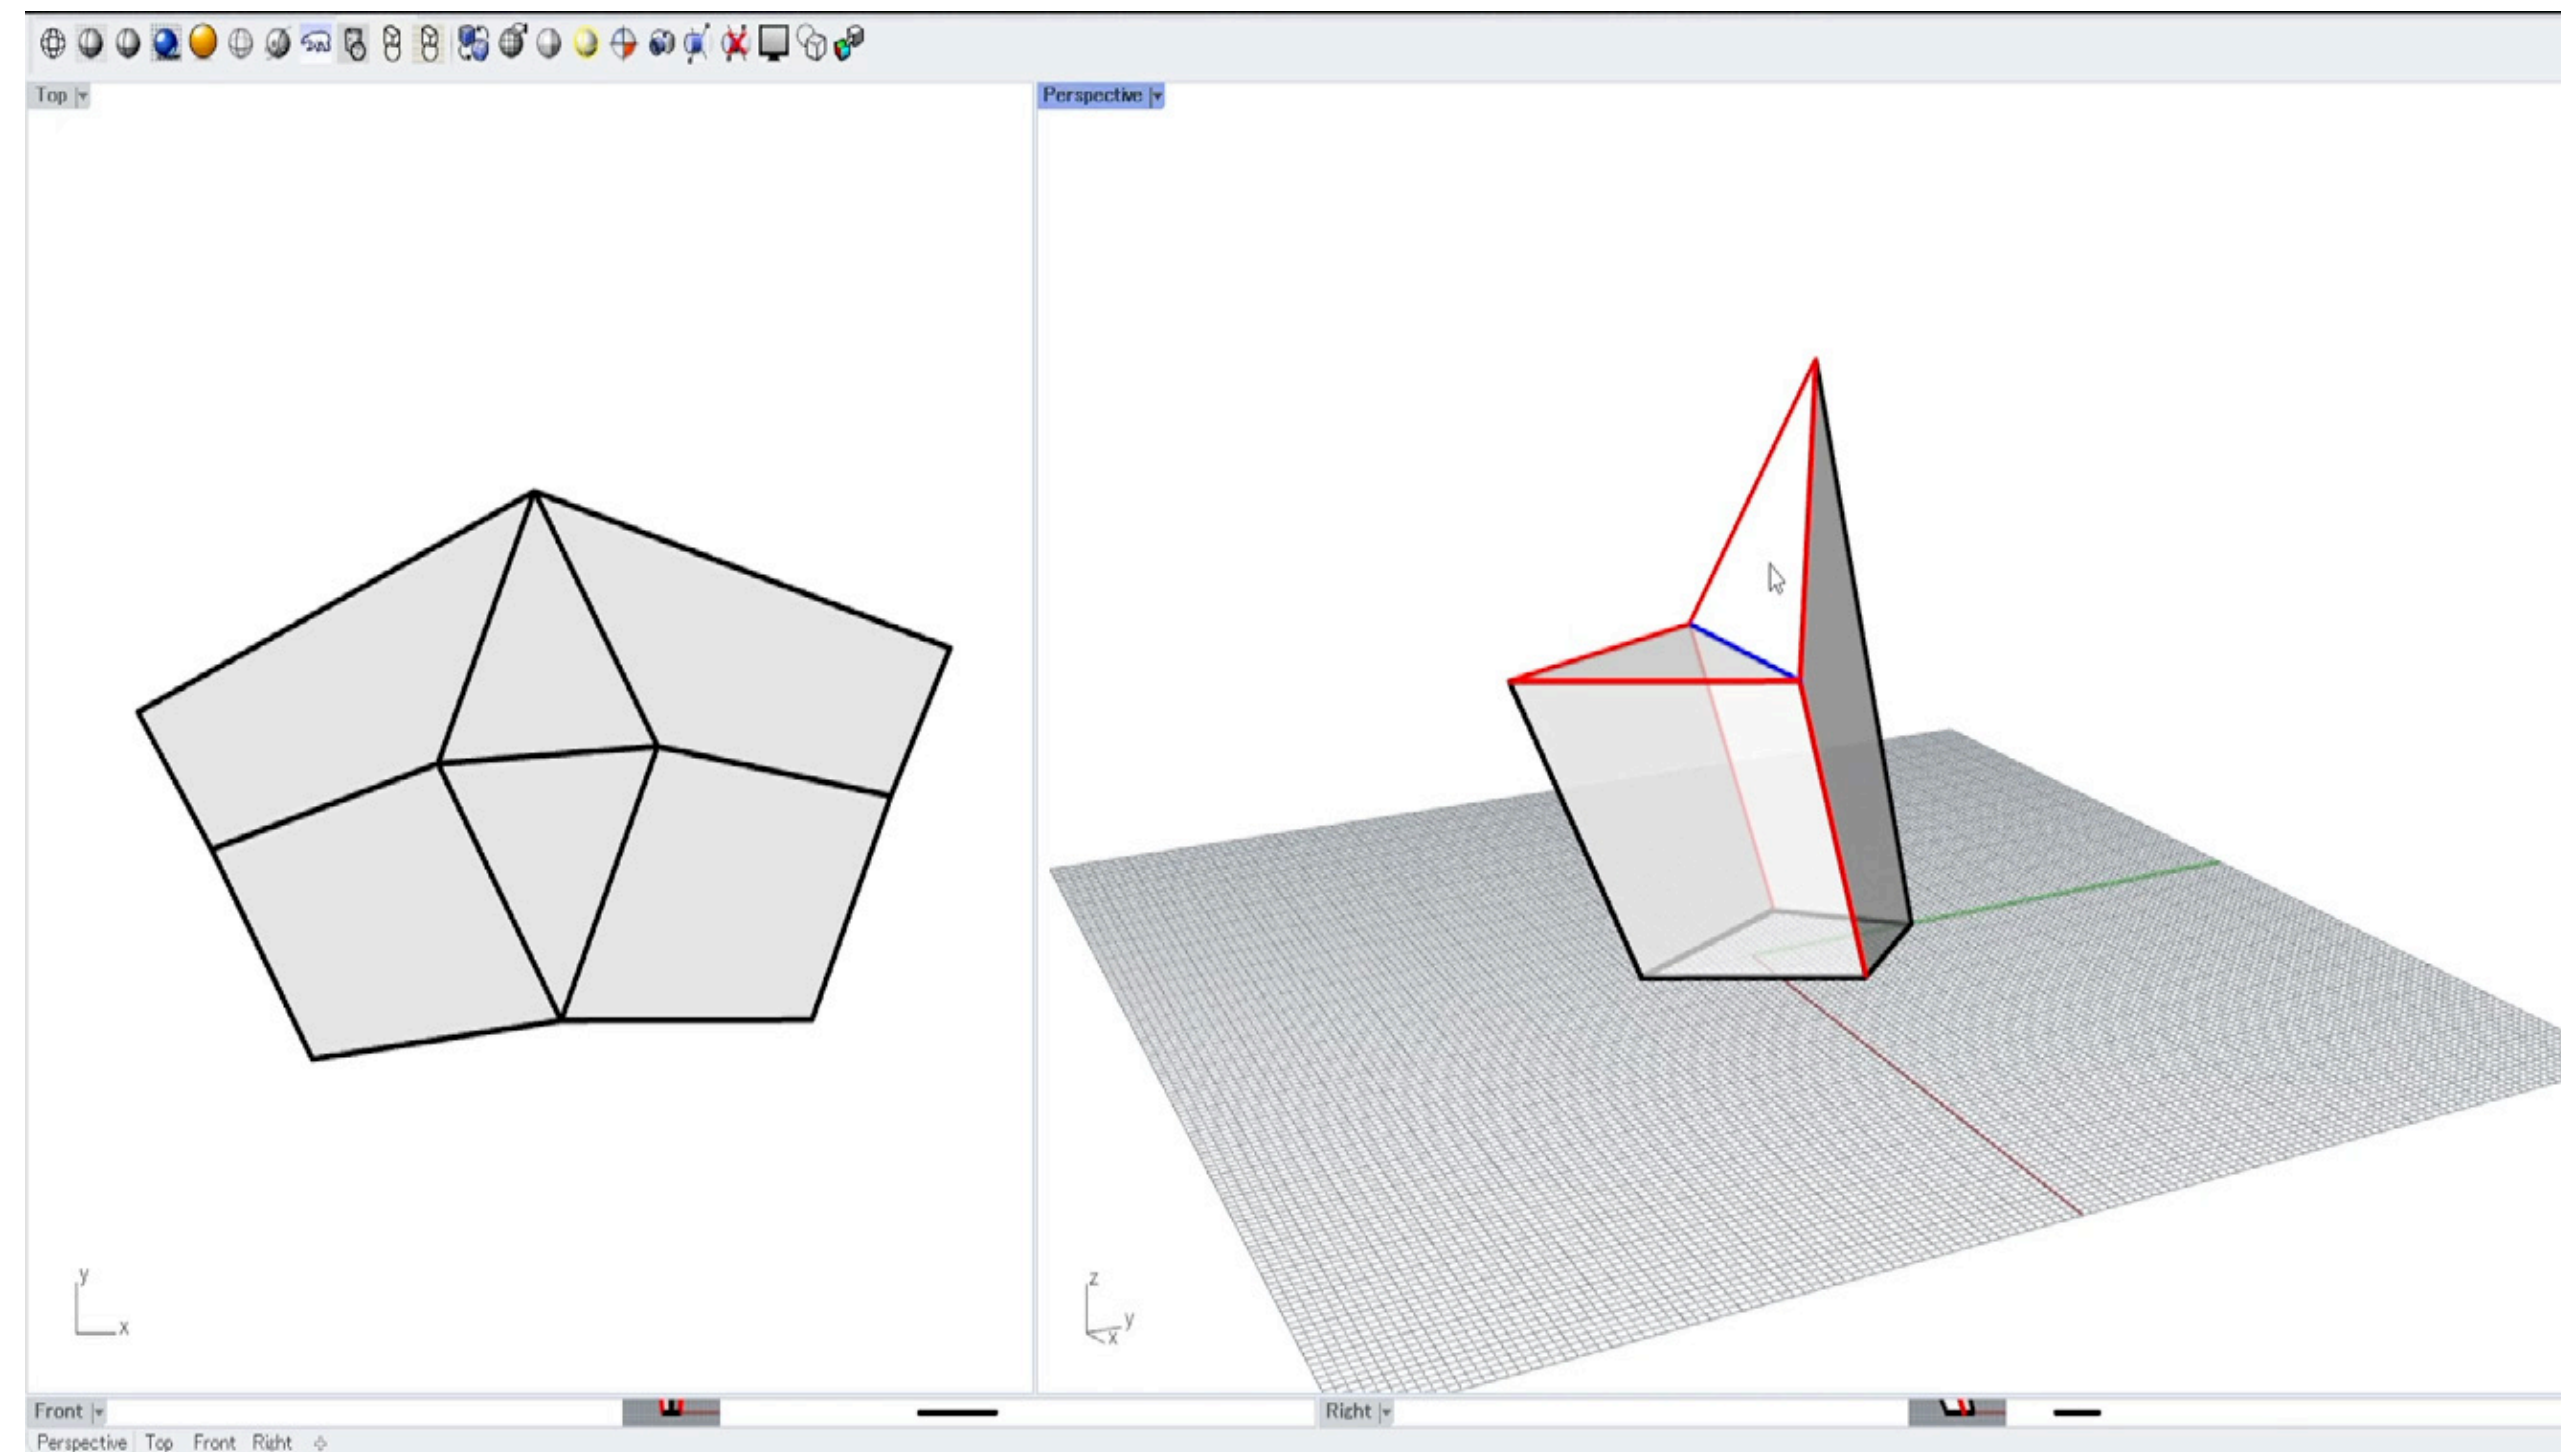 Top
Perspective
y
x
z
y
x
Front
Right
Perspective Top Front Right